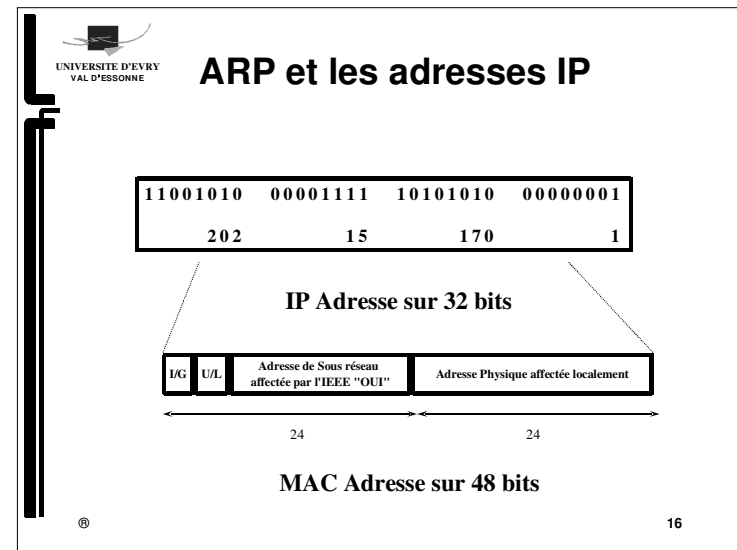 UNIVERSITE D'EVRY
VAL D'ESSONNE
ARP et les adresses IP
11001010 00001111 10101010 00000001
202 15 170 1
IP Adresse sur 32 bits
I/G
U/L
Adresse de Sous réseau
affectée par l'IEEE "OUI"
Adresse Physique affectée localement
24
24
MAC Adresse sur 48 bits
®
16